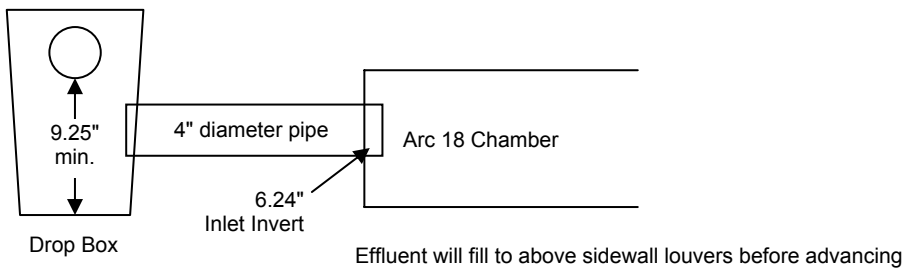 9.25"
min.
4" diameter pipe
Arc 18 Chamber
6.24"
Inlet Invert
Drop Box
Effluent will fill to above sidewall louvers before advancing